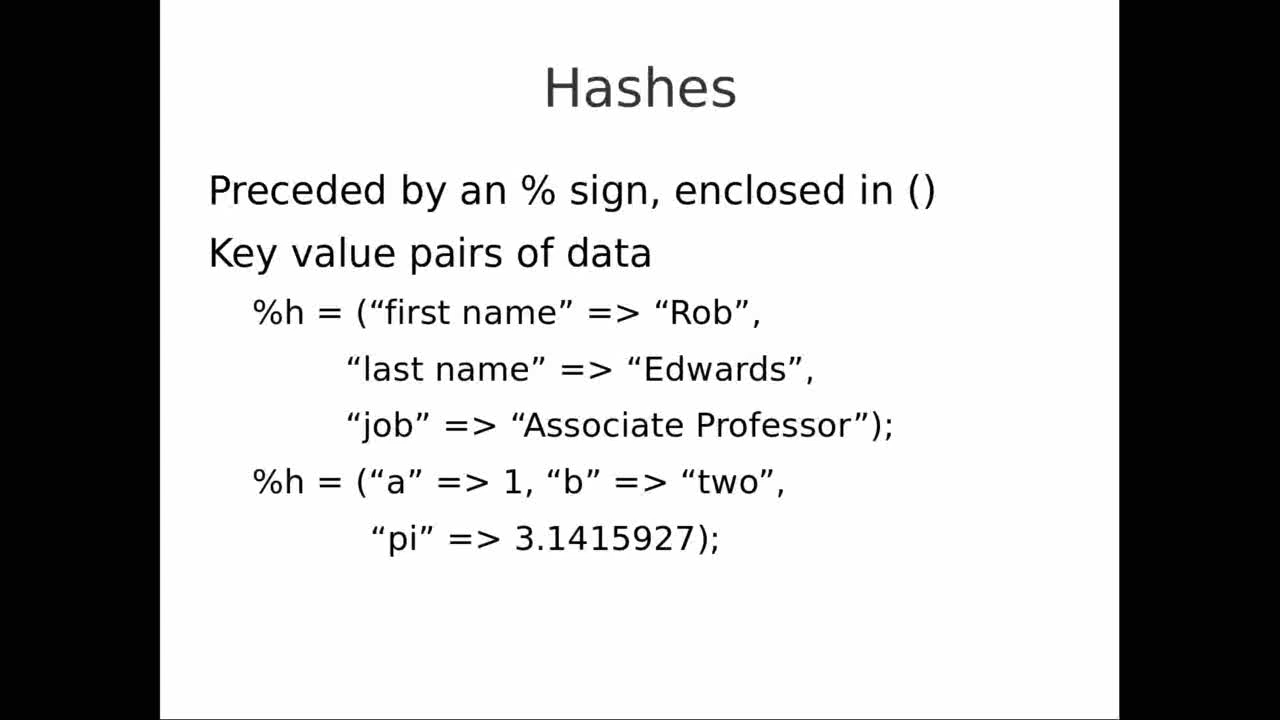 Hashes
Preceded by an % sign, enclosed in ()
Key value pairs of data
%h = (“first name” => “Rob”,
“last name” => “Edwards”,
“job” => “Associate Professor”);
%h = (“a” => 1, “b” => “two”,
“pi” => 3.1415927);